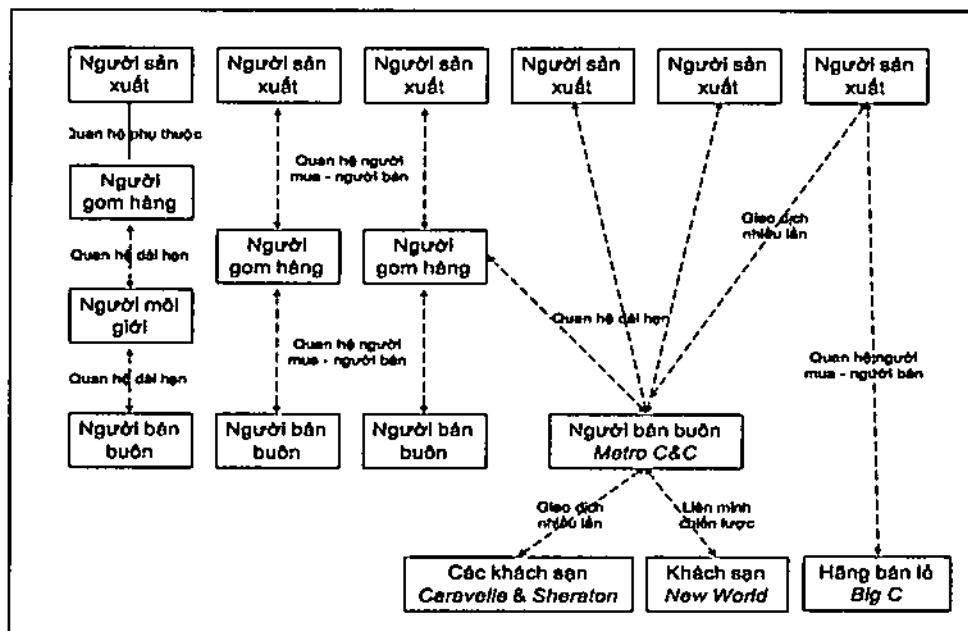 Người sản
xuất
Người sản
xuất
Người sản
xuất
Người sản
xuất
Người sản
xuất
Người sản
xuất
Quan hệ phụ thuộc
Quan hệ người
mua - người bán
Người
gom hàng
Giao dịch
nhiều lần
Người
gom hàng
Người
gom hàng
Quan hệ dài hạn
Người môi
giới
Quan hệ dài hạn
Quan hệ người
mua - người bán
Quan hệ người
mua - người bán
Quan hệ dài hạn
Người bán
buôn
Người bán
buôn
Người bán
buôn
Người bán buôn
Metro C&C
Giao dịch
nhiều lần
Liên minh
chiến lược
Các khách sạn
Caravelle & Sheraton
Khách sạn
New World
Hãng bán lẻ
Big C